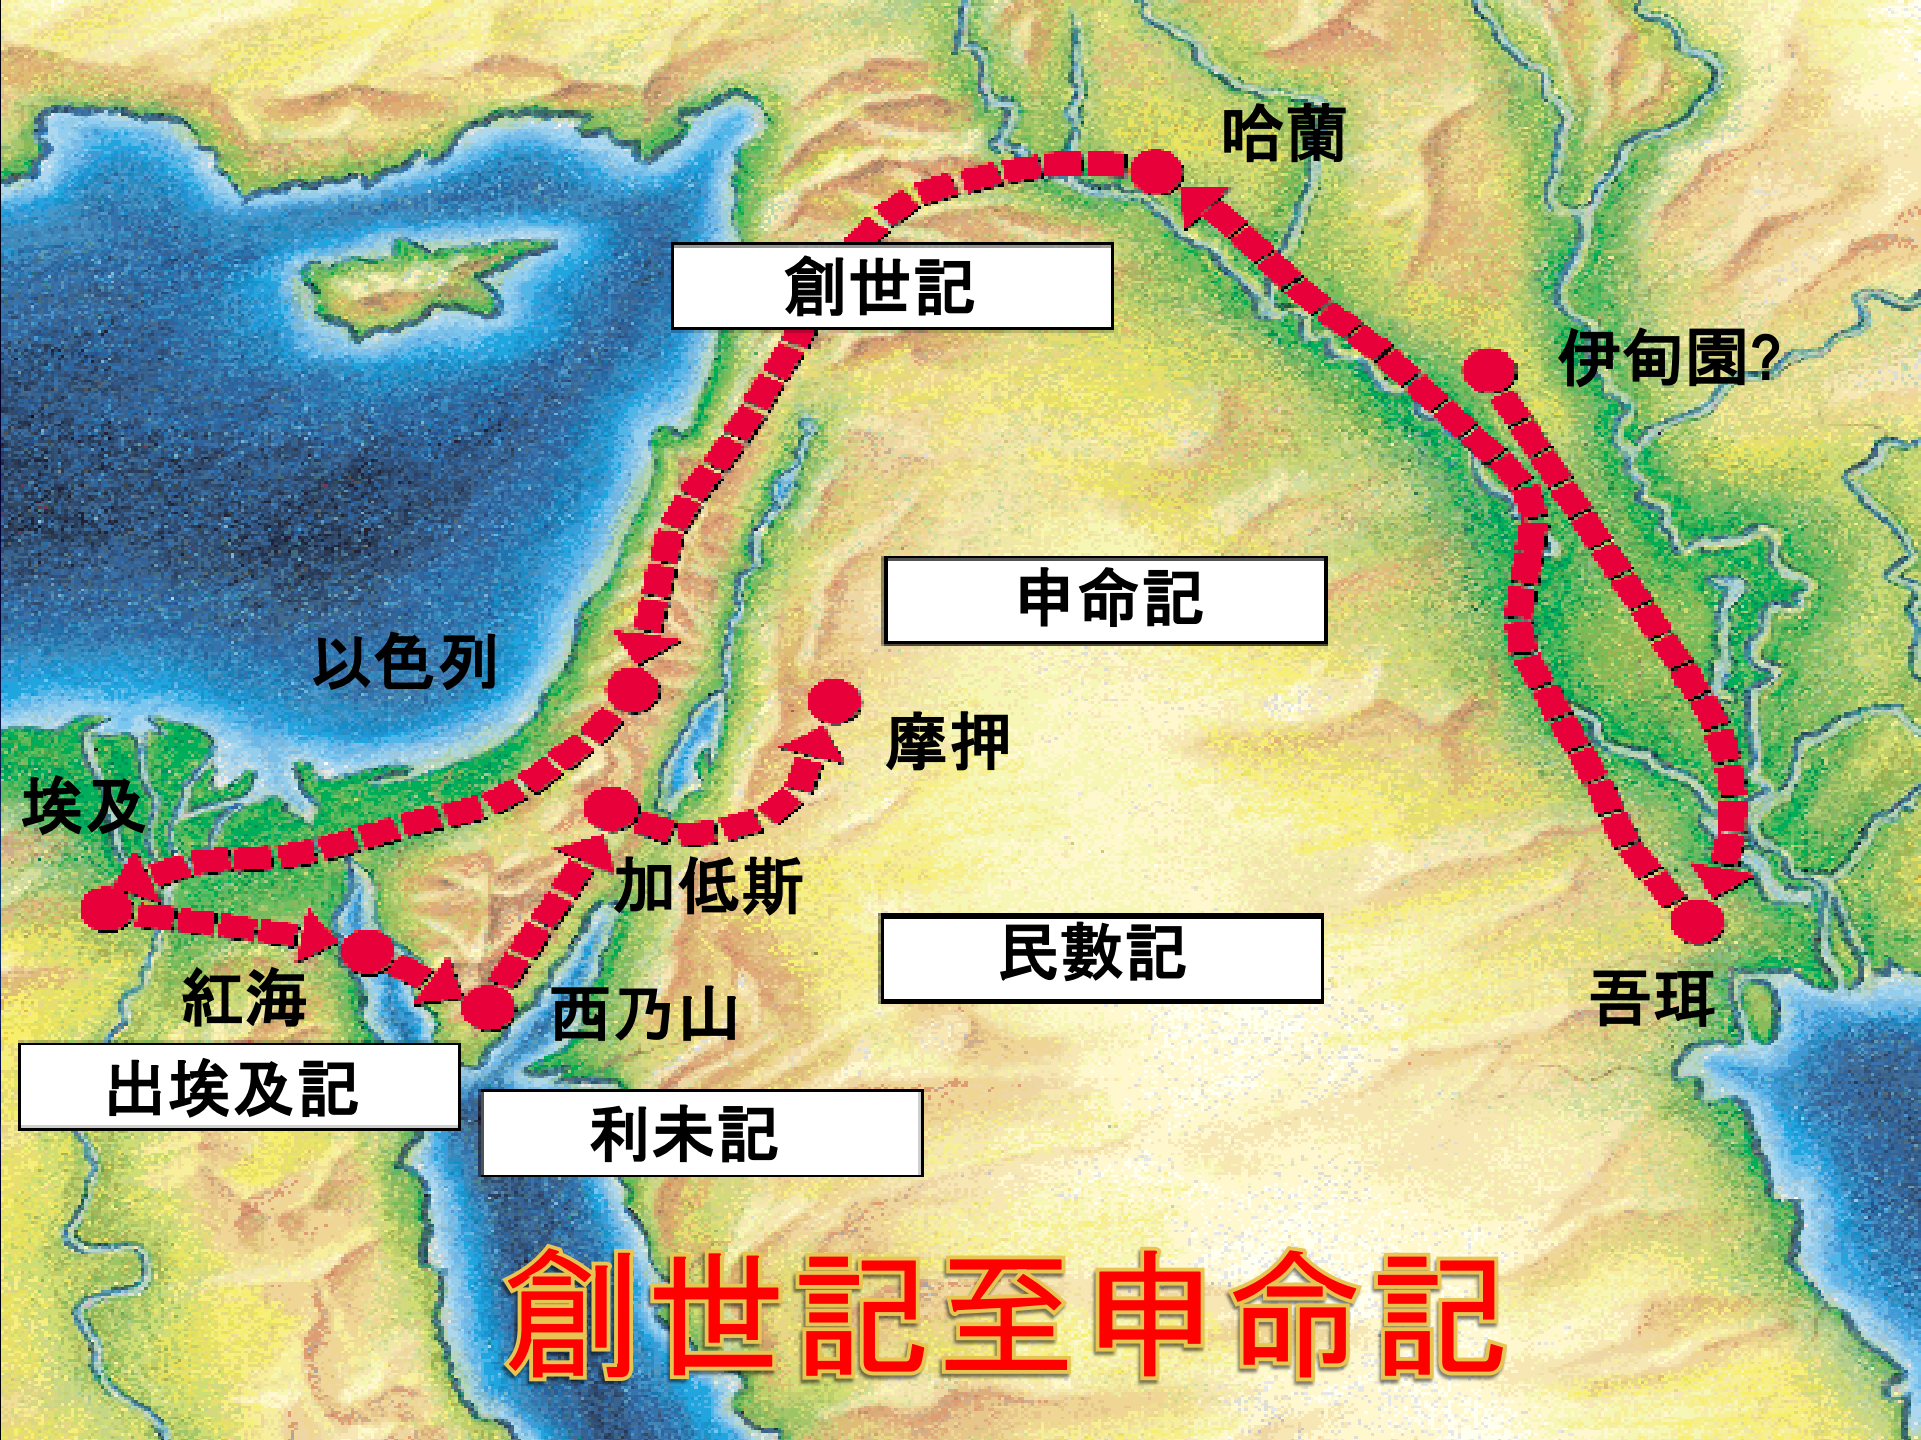 哈蘭
創世記
伊甸園?
申命記
以色列
摩押
埃及
加低斯
民數記
紅海
西乃山
吾珥
出埃及記
利未記
創世記至申命記